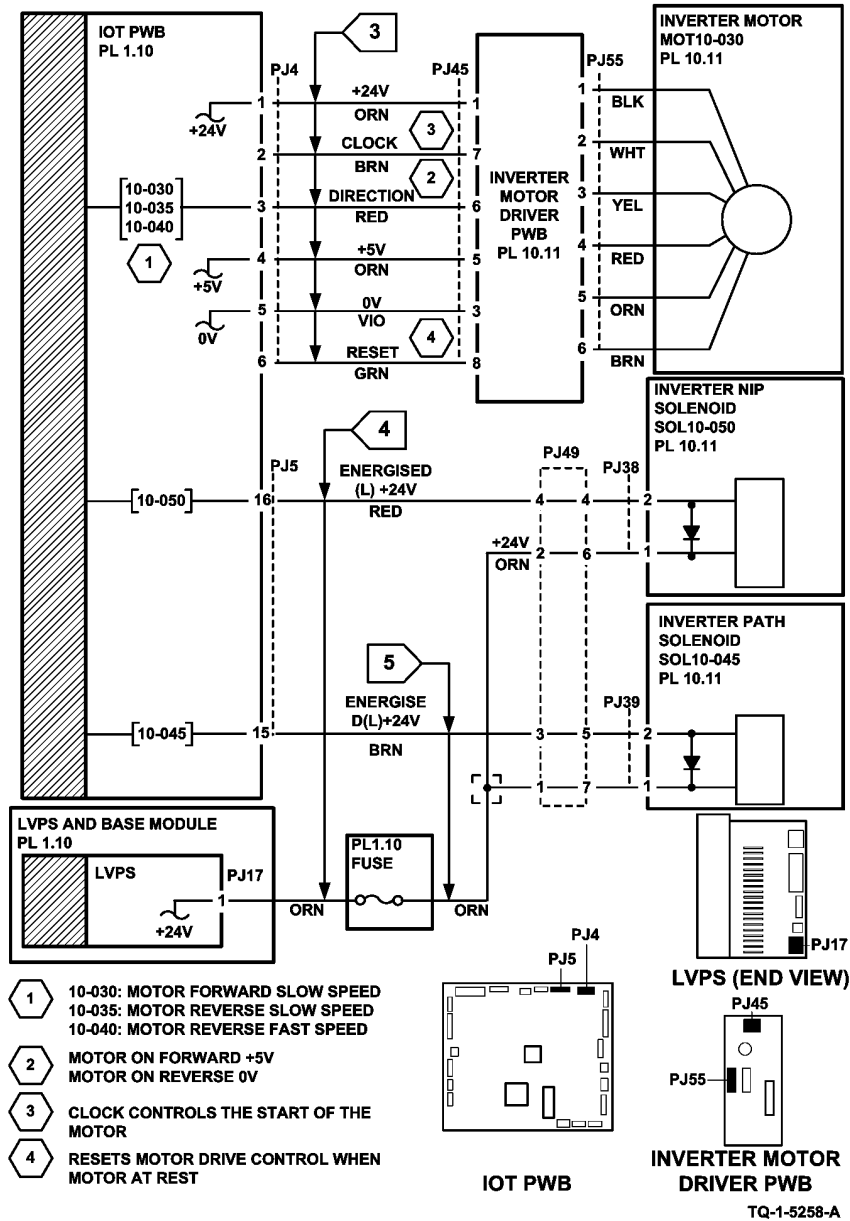 IOT PWB
PL 1.10
3
PJ4
PJ45
PJ55
INVERTER MOTOR
MOT10-030
PL 10.11
+24V
1
+24V
ORN
1
1
BLK
2
CLOCK
BRN
7
3
2
WHT
10-030
10-035
10-040
1
3
DIRECTION
RED
6
2
INVERTER
MOTOR
DRIVER
PWB
PL 10.11
3
YEL
+5V
4
+5V
ORN
5
4
RED
0V
5
0V
VIO
3
5
ORN
6
RESET
GRN
8
4
6
BRN
INVERTER NIP
SOLENOID
SOL10-050
PL 10.11
4
PJ5
PJ49
PJ38
10-050
16
ENERGISED
(L) +24V
RED
4
4
2
+24V
ORN
2
6
1
INVERTER PATH
SOLENOID
SOL10-045
PL 10.11
5
PJ39
10-045
15
ENERGISE
D(L)+24V
BRN
3
5
2
1
7
1
LVPS AND BASE MODULE
PL 1.10
LVPS
PJ17
+24V
1
ORN
PL1.10
FUSE
ORN
PJ17
LVPS (END VIEW)
1
10-030: MOTOR FORWARD SLOW SPEED
10-035: MOTOR REVERSE SLOW SPEED
10-040: MOTOR REVERSE FAST SPEED
2
MOTOR ON FORWARD +5V
MOTOR ON REVERSE 0V
3
CLOCK CONTROLS THE START OF THE
MOTOR
4
RESETS MOTOR DRIVE CONTROL WHEN
MOTOR AT REST
PJ4
PJ5
IOT PWB
PJ45
PJ55
INVERTER MOTOR
DRIVER PWB
TQ-1-5258-A